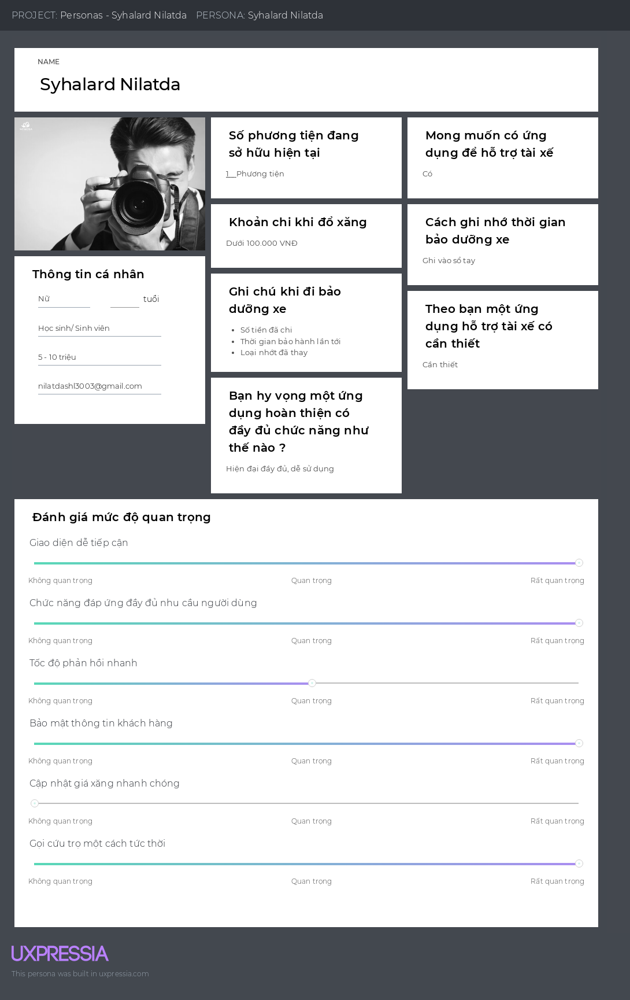 PROJECT: Personas - Syhalard Nilatda PERSONA: Syhalard Nilatda
NAME
Syhalard Nilatda
Thông tin cá nhân
Nữ
tuổi
Học sinh/ Sinh viên
5 - 10 triệu
nilatdashl3003@gmail.com
Số phương tiện đang
sở hữu hiện tại
1__Phương tiện
Khoản chi khi đổ xăng
Dưới 100.000 VNĐ
Ghi chú khi đi bảo
dưỡng xe
• Số tiền đã chi
• Thời gian bảo hành lần tới
• Loại nhớt đã thay
Bạn hy vọng một ứng
dụng hoàn thiện có
đầy đủ chức năng như
thế nào ?
Hiện đại đầy đủ, dễ sử dụng
Mong muốn có ứng
dụng để hỗ trợ tài xế
Có
Cách ghi nhớ thời gian
bảo dưỡng xe
Ghi vào sổ tay
Theo bạn một ứng
dụng hỗ trợ tài xế có
cần thiết
Cần thiết
Đánh giá mức độ quan trọng
Giao diện dễ tiếp cận
Không quan trọng Quan trọng Rất quan trọng
Chức năng đáp ứng đầy đủ nhu cầu người dùng
Không quan trọng Quan trọng Rất quan trọng
Tốc độ phản hồi nhanh
Không quan trọng Quan trọng Rất quan trọng
Bảo mật thông tin khách hàng
Không quan trọng Quan trọng Rất quan trọng
Cập nhật giá xăng nhanh chóng
Không quan trọng Quan trọng Rất quan trọng
Gọi cứu trợ một cách tức thời
Không quan trọng Quan trọng Rất quan trọng
UXPRESSIA
This persona was built in uxpressia.com